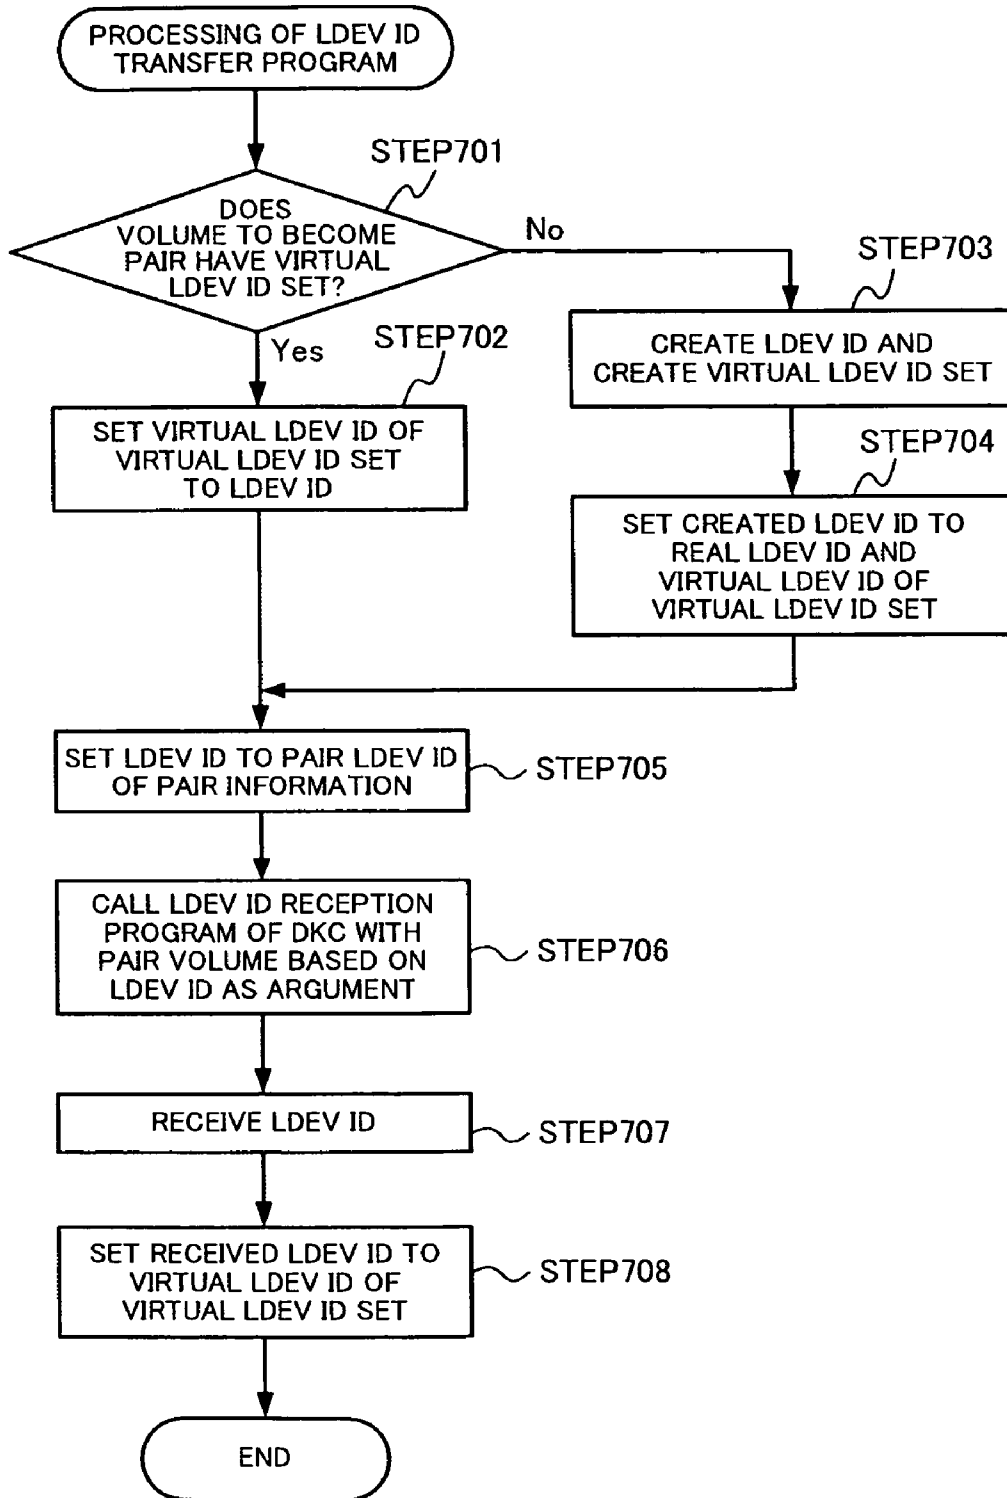 PROCESSING OF LDEV ID
TRANSFER PROGRAM
STEP701
DOES
VOLUME TO BECOME
PAIR HAVE VIRTUAL
LDEV ID SET?
No
Yes
STEP702
SET VIRTUAL LDEV ID OF
VIRTUAL LDEV ID SET
TO LDEV ID
STEP703
CREATE LDEV ID AND
CREATE VIRTUAL LDEV ID SET
STEP704
SET CREATED LDEV ID TO
REAL LDEV ID AND
VIRTUAL LDEV ID OF
VIRTUAL LDEV ID SET
SET LDEV ID TO PAIR LDEV ID
OF PAIR INFORMATION
STEP705
CALL LDEV ID RECEPTION
PROGRAM OF DKC WITH
PAIR VOLUME BASED ON
LDEV ID AS ARGUMENT
STEP706
RECEIVE LDEV ID
STEP707
SET RECEIVED LDEV ID TO
VIRTUAL LDEV ID OF
VIRTUAL LDEV ID SET
STEP708
END